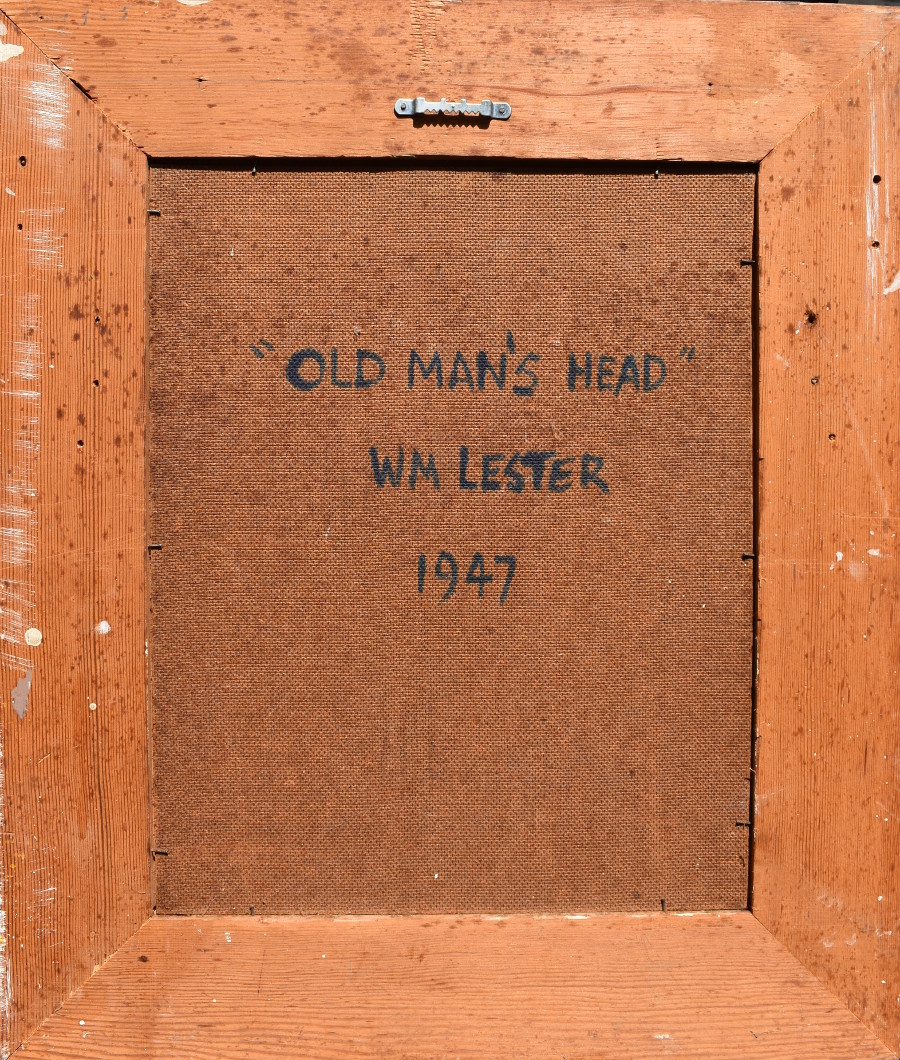 "OLD MAN'S HEAD"
WM LESTER
1947